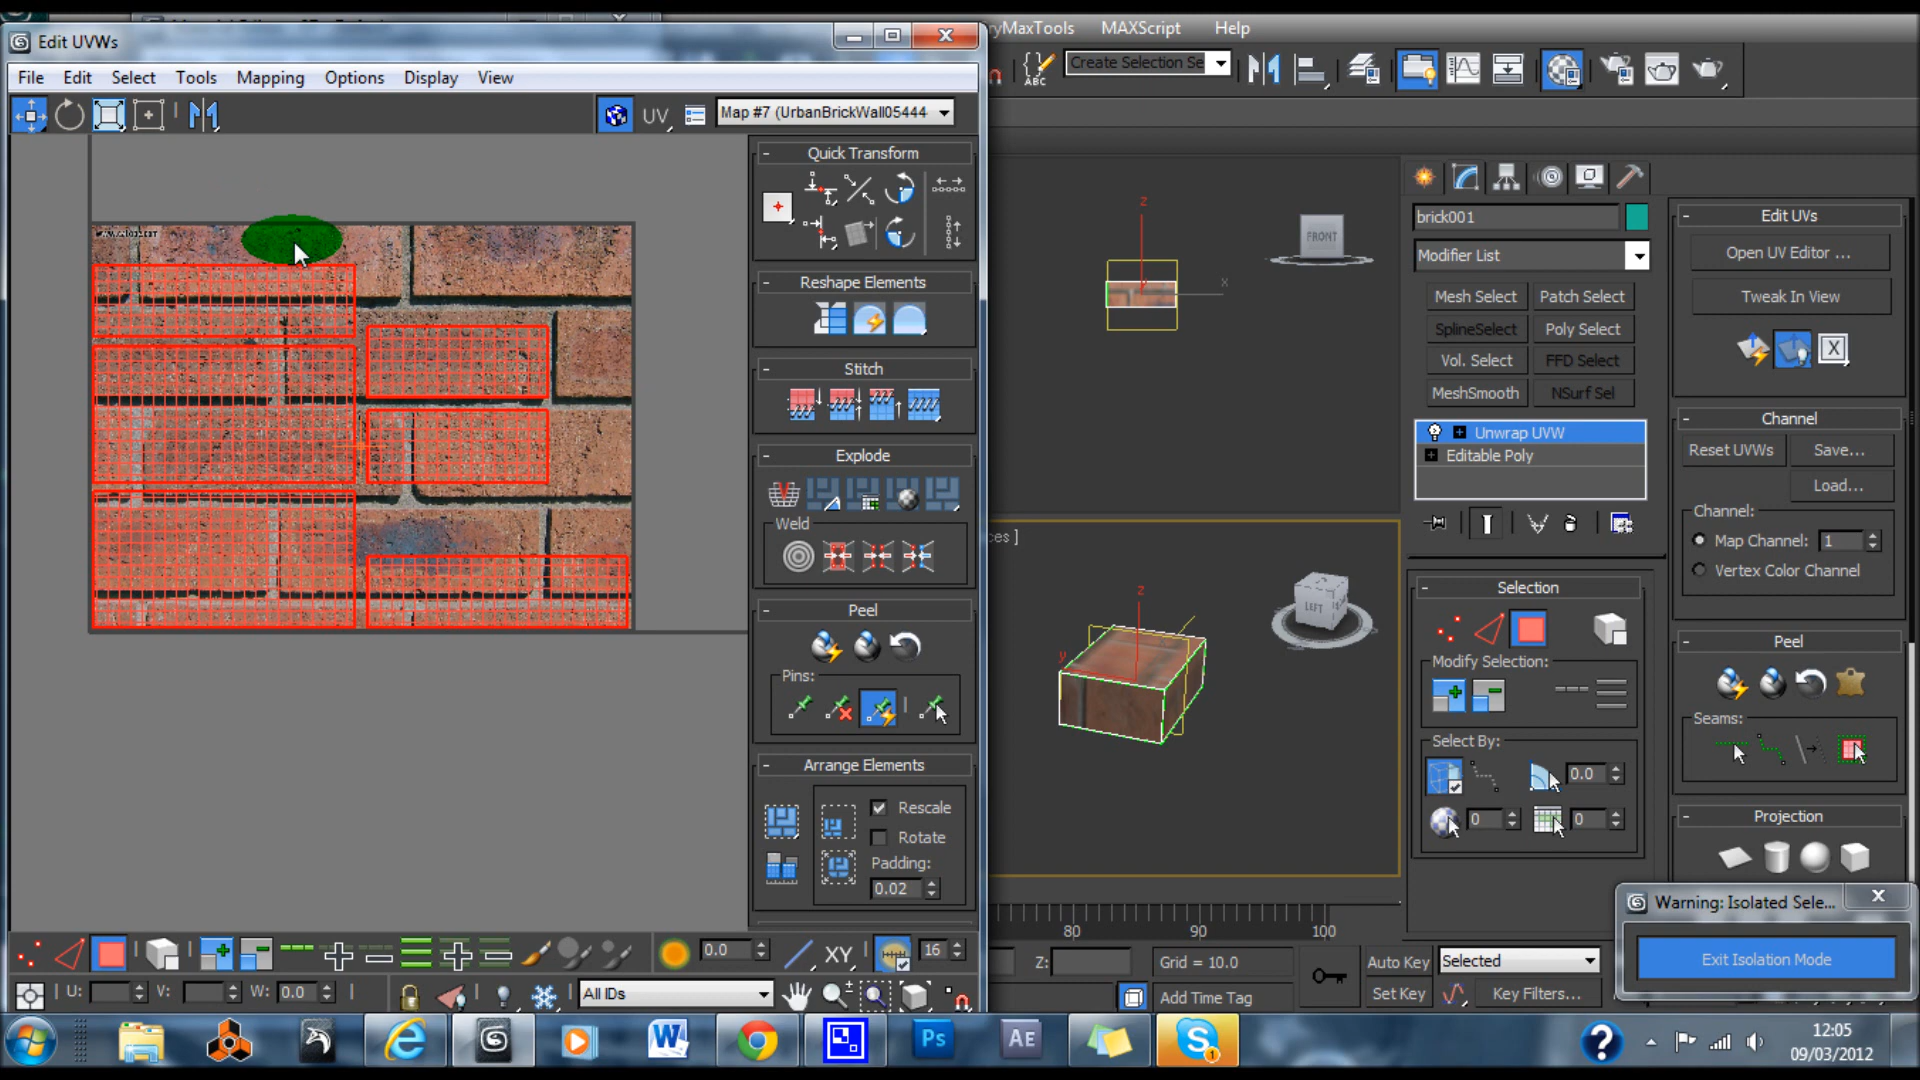 Edit UVWs
File Edit Select Tools Mapping Options Display View
UV
Map #7 (UrbanBrickWall05444
Quick Transform
Reshape Elements
Stitch
Explode
Weld
Peel
Pins:
Arrange Elements
Rescale
Rotate
Padding:
0.02
0.0
XY
16
U:
V:
W: 0.0
All IDs
ryMaxTools MAXScript Help
ABC
Create Selection Se
z
x
FRONT
ces ]
z
y
LEFT
80 90 100
Z:
Grid = 10.0
Add Time Tag
Auto Key
Selected
Set Key
Key Filters...
brick001
Modifier List
Mesh Select
Patch Select
SplineSelect
Poly Select
Vol. Select
FFD Select
MeshSmooth
NSurf Sel
Unwrap UVW
Editable Poly
Selection
Modify Selection:
Select By:
0.0
0
0
Edit UVs
Open UV Editor ...
Tweak In View
X
Channel
Reset UVWs
Save...
Load...
Channel:
Map Channel: 1
Vertex Color Channel
Peel
Seams:
Projection
Warning: Isolated Sele...
Exit Isolation Mode
W
Ps
AE
S
1
?
12:05
09/03/2012